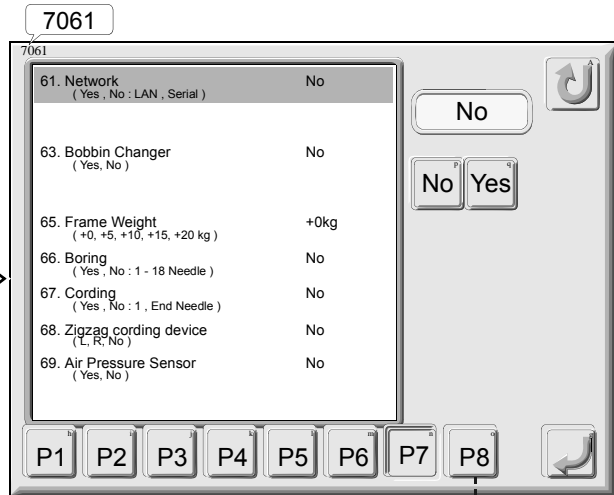 7061
7061
61. Network No
( Yes , No : LAN , Serial )
63. Bobbin Changer No
( Yes, No )
65. Frame Weight +0kg
( +0, +5, +10, +15, +20 kg )
66. Boring No
( Yes , No : 1 - 18 Needle )
67. Cording No
( Yes , No : 1 , End Needle )
68. Zigzag cording device No
( L, R, No )
69. Air Pressure Sensor No
( Yes, No )
A
No
p q
No Yes
h i j k l m n o
P1 P2 P3 P4 P5 P6 P7 P8